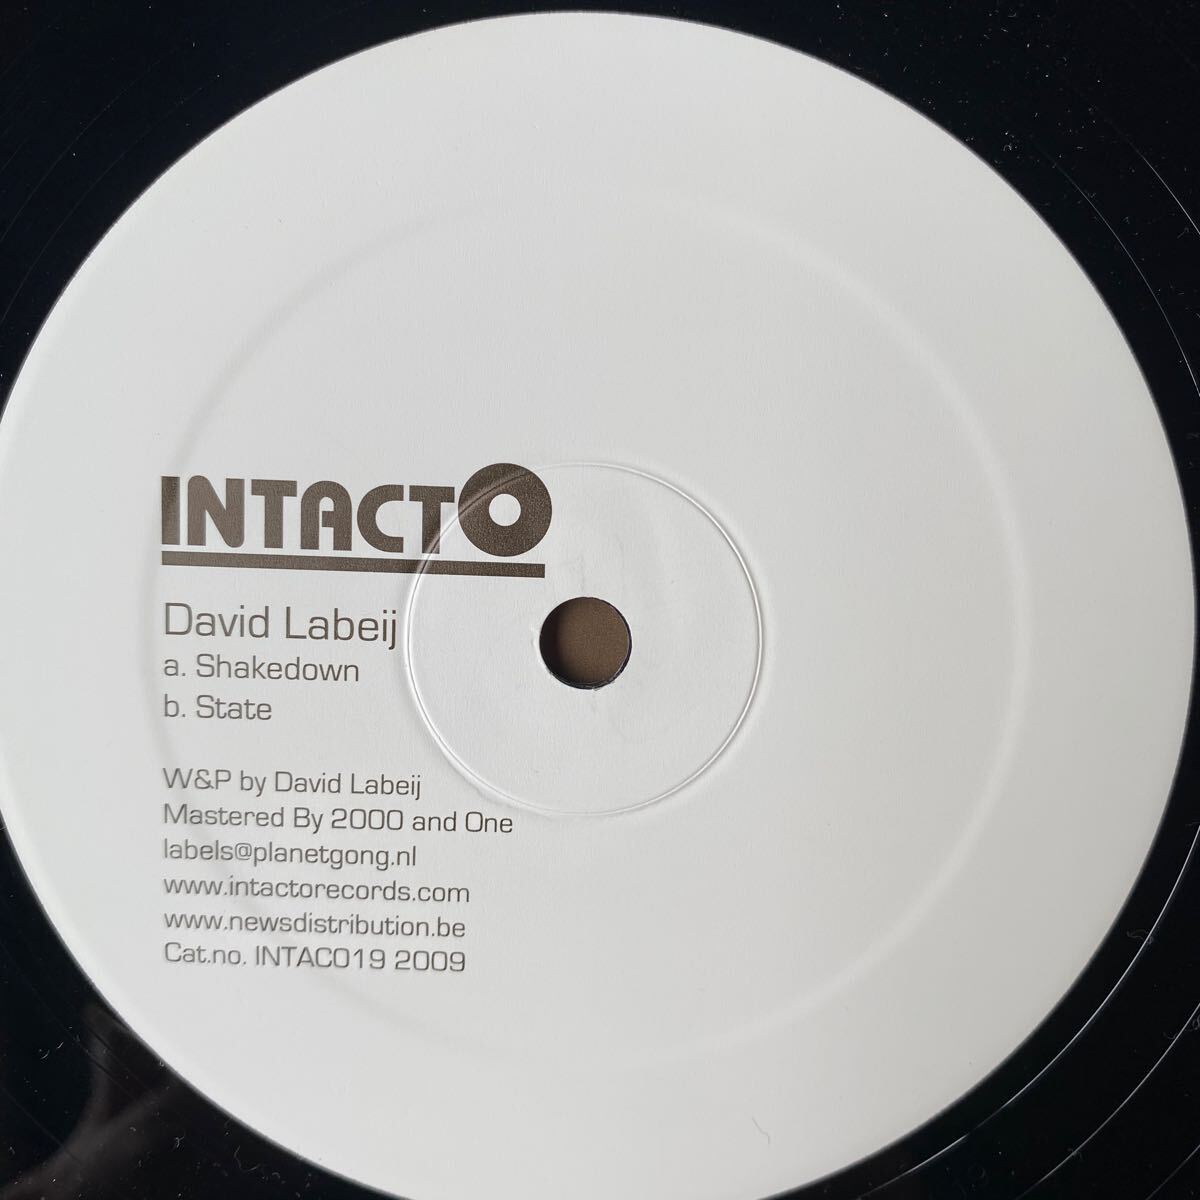 INTACTO
David Labeij
a. Shakedown
b. State
W&P by David Labeij
Mastered By 2000 and One
labels@planetgong.nl
www.intactorecords.com
www.newsdistribution.be
Cat.no. INTAC019 2009